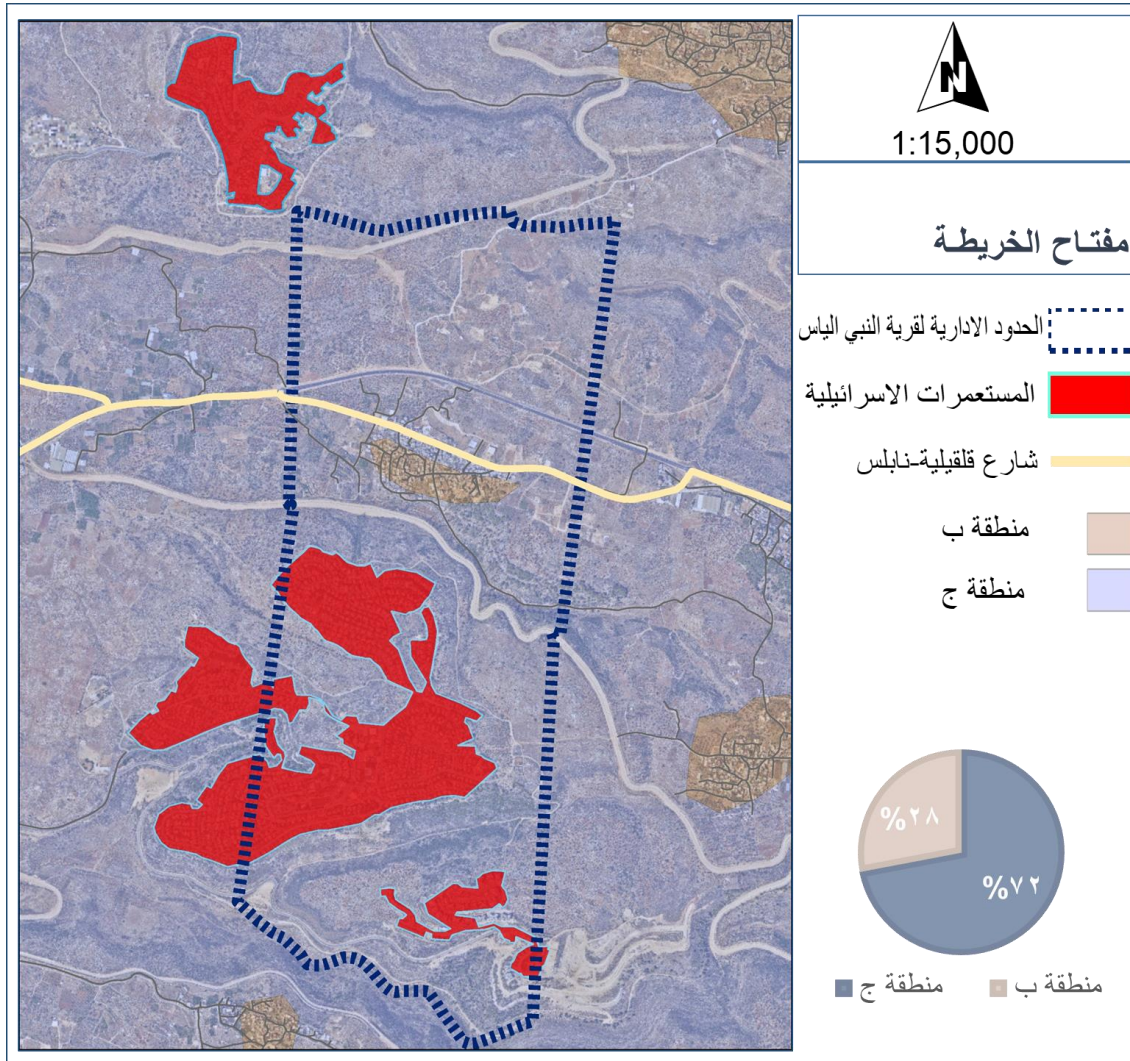 N
1:15,000
مفتاح الخريطة
الحدود الادارية لقرية النبي الياس
المستعمرات الاسرائيلية
شارع قلقيلية-نابلس
منطقة ب
منطقة ج
%٢٨
%٧٢
منطقة ب
منطقة ج